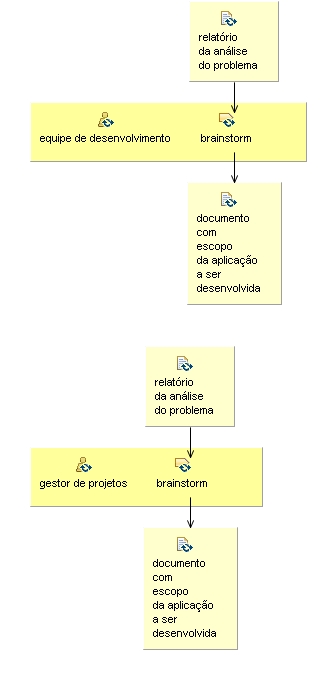 relatório
da análise
do problema
equipe de desenvolvimento
brainstorm
documento
com
escopo
da aplicação
a ser
desenvolvida
relatório
da análise
do problema
gestor de projetos
brainstorm
documento
com
escopo
da aplicação
a ser
desenvolvida